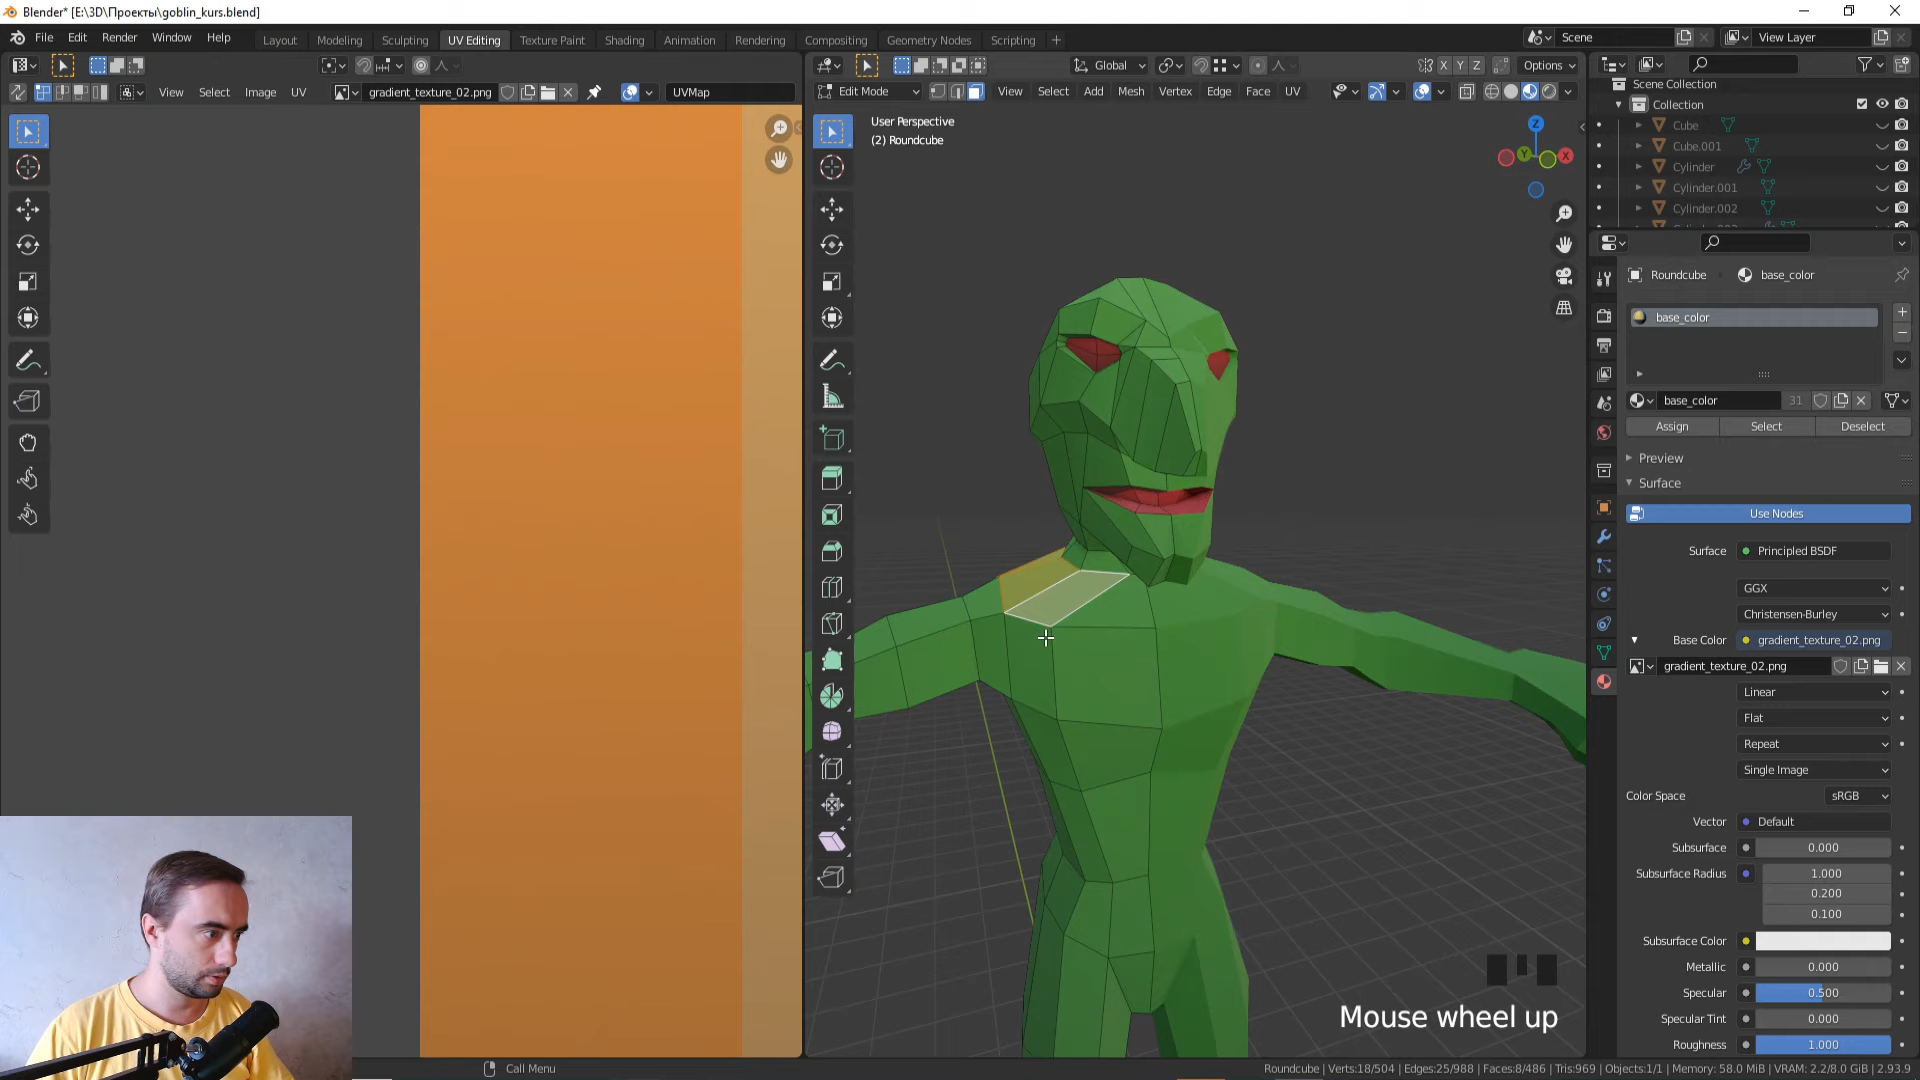 Blender* [E:\3D\Проекты\goblin_kurs.blend]
File Edit Render Window Help
Layout Modeling Sculpting UV Editing Texture Paint Shading Animation Rendering Compositing Geometry Nodes Scripting +
Scene
View Layer
Global
Options
View Select Image UV
gradient_texture_02.png
UVMap
Edit Mode
View Select Add Mesh Vertex Edge Face UV
X Y Z
User Perspective
(2) Roundcube
Z
Y
X
Scene Collection
Collection
Cube
Cube.001
Cylinder
Cylinder.001
Cylinder.002
Roundcube
base_color
base_color
base_color
31
Assign
Select
Deselect
Preview
Surface
Use Nodes
Surface
Principled BSDF
GGX
Christensen-Burley
Base Color
gradient_texture_02.png
gradient_texture_02.png
Linear
Flat
Repeat
Single Image
Color Space
sRGB
Vector
Default
Subsurface
0.000
Subsurface Radius
1.000
0.200
0.100
Subsurface Color
Metallic
0.000
Specular
0.500
Specular Tint
0.000
Roughness
1.000
Mouse wheel up
Call Menu
Roundcube | Verts:18/504 | Edges:25/988 | Faces:8/486 | Tris:969 | Objects:1/1 | Memory: 58.0 MiB | VRAM: 2.2/8.0 GiB | 2.93.9